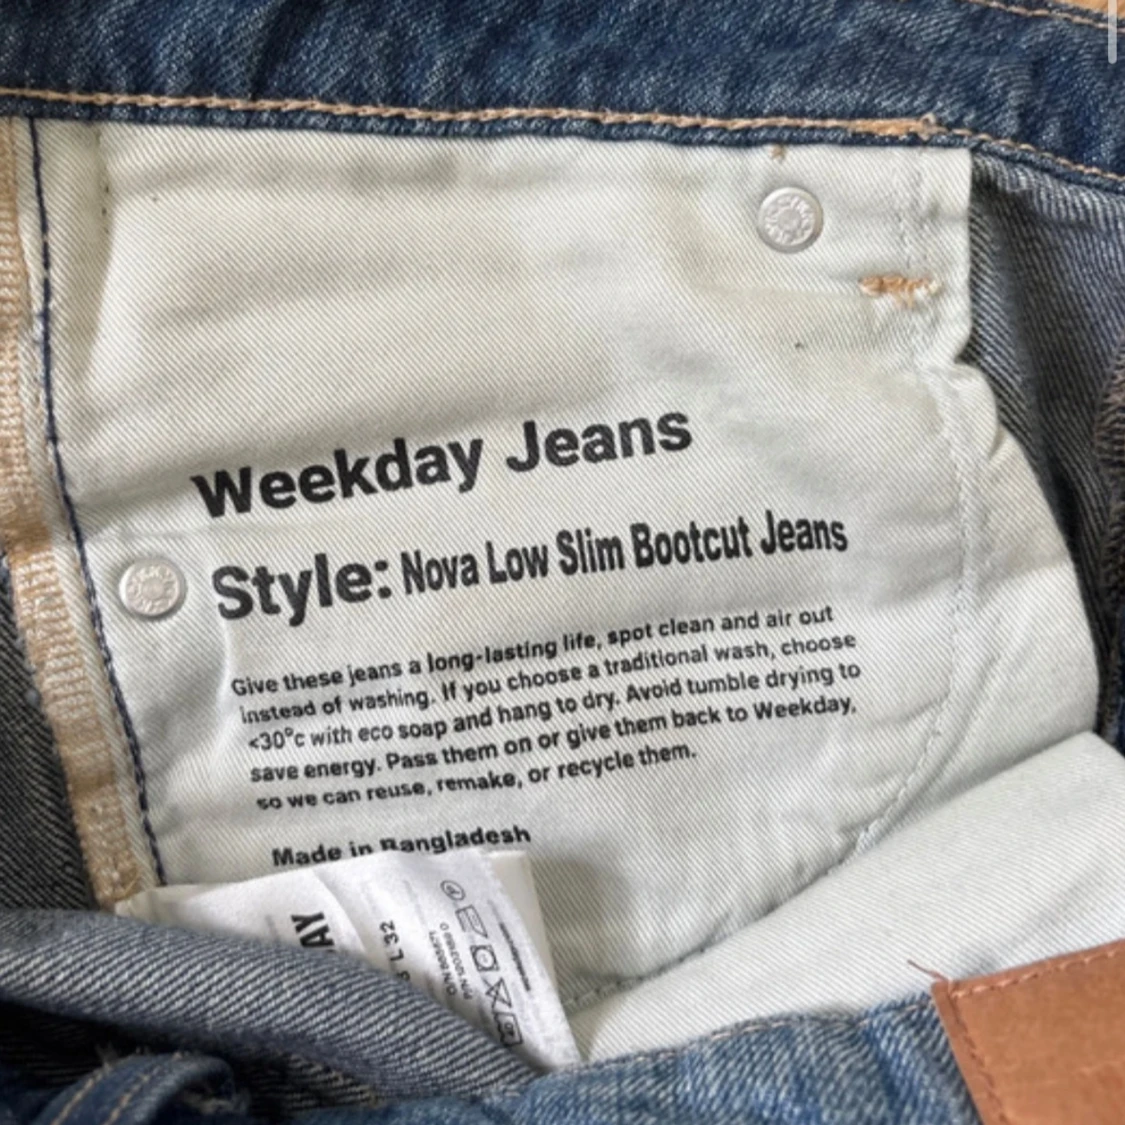 Weekday Jeans
Style: Nova Low Slim Bootcut Jeans
Give these jeans a long-lasting life, spot clean and air out
instead of washing. If you choose a traditional wash, choose
<30°c with eco soap and hang to dry. Avoid tumble drying to
save energy. Pass them on or give them back to Weekday,
so we can reuse, remake, or recycle them.
Made in Bangladesh
AY
L 32